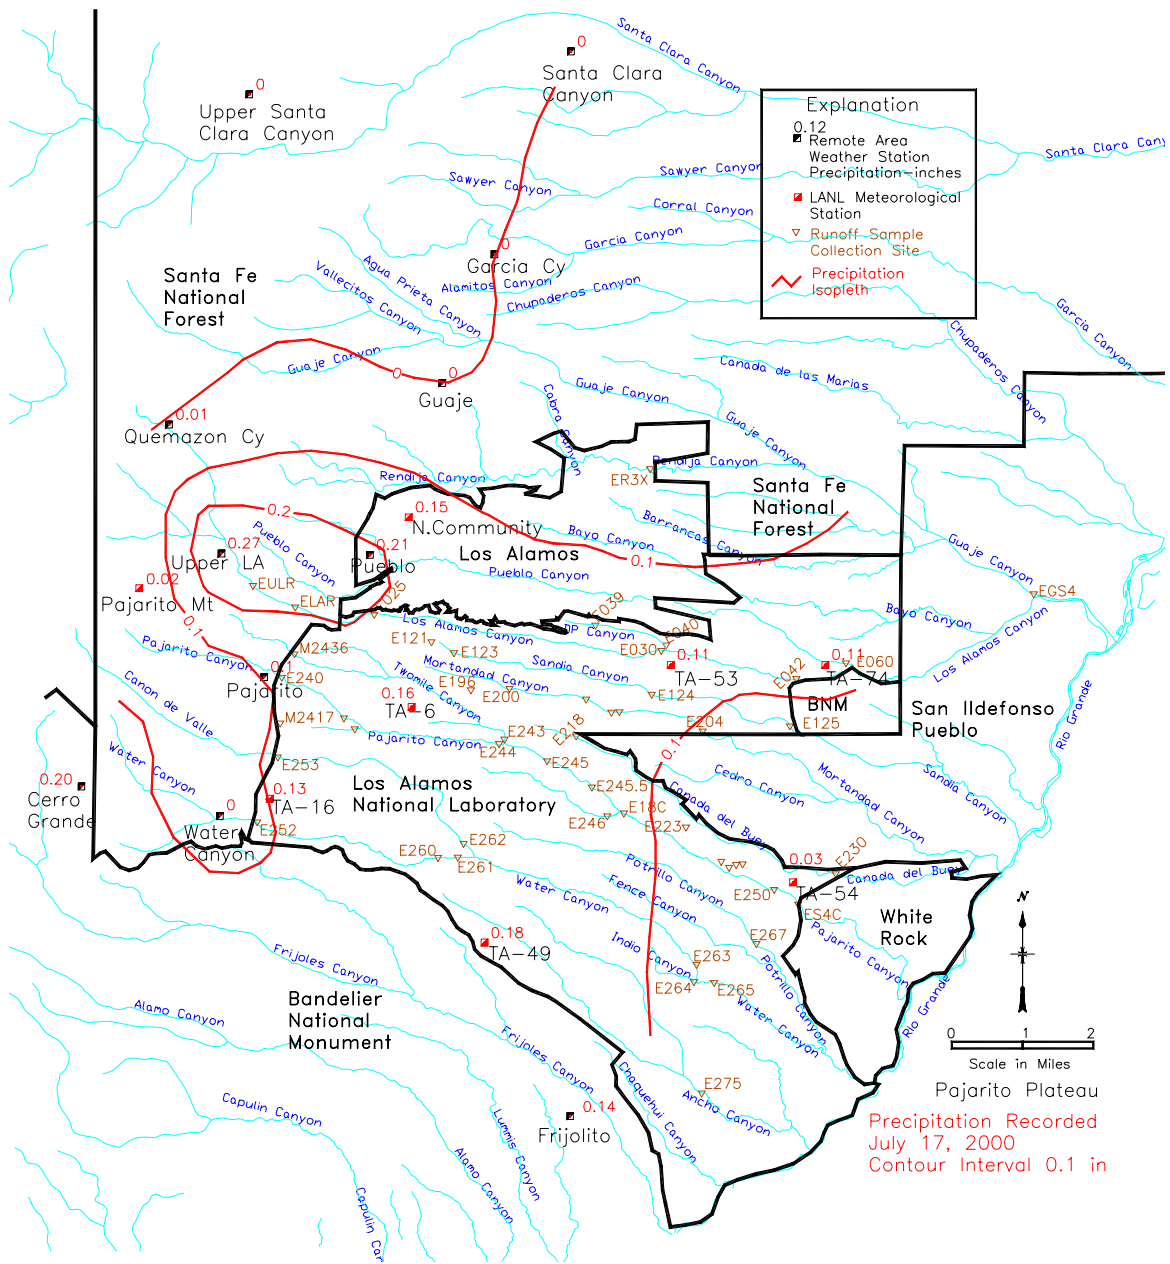 0
Santa Clara
Canyon
Santa Clara Canyon
0
Upper Santa
Clara Canyon
Explanation
0.12
Remote Area
Weather Station
Precipitation-inches
LANL Meteorological
Station
Runoff Sample
Collection Site
Precipitation
Isopleth
Sawyer Canyon
Sawyer Canyon
Corral Canyon
Garcia Canyon
0
Garcia Cy
Alamitos Canyon
Chupaderos Canyon
Agua Prieta Canyon
Vallecitos Canyon
Santa Fe
National
Forest
Guaje Canyon
0
0
Guaje
Garcia Canyon
Chupaderos Canyon
Canada de las Marias
Guaje Canyon
Guaje Canyon
Cabra Canyon
0.01
Quemazon Cy
Rendija Canyon
Rendija Canyon
ER3X
Santa Fe
National
Forest
0.2
0.15
N.Community
Los Alamos
Bayo Canyon
Barrancas Canyon
0.1
Pueblo Canyon
Pueblo Canyon
0.27
Upper LA
0.21
Pueblo
EULR
ELAR
0.02
Pajarito Mt
0.1
Guaje Canyon
EGS4
Bayo Canyon
Los Alamos Canyon
E039
DP Canyon
E040
E030
Los Alamos Canyon
E121
E123
Sandia Canyon
Mortandad Canyon
Twomile Canyon
E196
E200
M2436
Pajarito Canyon
0.1
Pajarito
E240
Canon de Valle
M2417
0.16
TA-6
0.11
TA-53
E124
E042
0.11
TA-74
E060
BNM
E125
E204
San Ildefonso
Pueblo
Rio Grande
Pajarito Canyon
E243
E244
E218
E245
0.1
E253
Water Canyon
0.20
Cerro
Grande
0.13
TA-16
0
Water
Canyon
E252
Los Alamos
National Laboratory
E245.5
E18C
E246
E223
Canada del Buey
Cedro Canyon
Mortandad Canyon
Sandia Canyon
E262
E260
E261
0.03
TA-54
E230
Canada del Buey
E250
ES4C
Potrillo Canyon
Fence Canyon
Water Canyon
Indio Canyon
White
Rock
Pajarito Canyon
E267
E263
E264
E265
Potrillo Canyon
Water Canyon
0.18
TA-49
Frijoles Canyon
Alamo Canyon
Bandelier
National
Monument
Frijoles Canyon
Rio Grande
N
0
1
2
Scale in Miles
Pajarito Plateau
Precipitation Recorded
July 17, 2000
Contour Interval 0.1 in
Capulin Canyon
Chaquehui Canyon
E275
Ancho Canyon
0.14
Frijolito
Lummis Canyon
Alamo Canyon